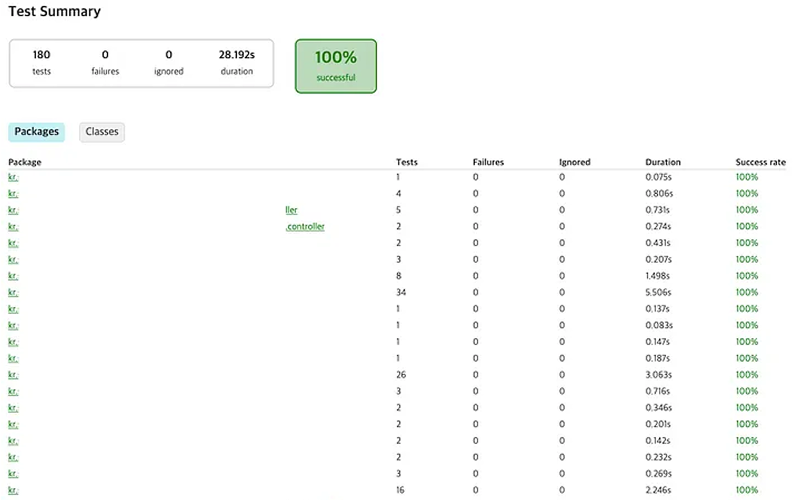 Test Summary
180 0 0 28.192s 100%
tests failures ignored duration successful
Packages Classes
Package Tests Failures Ignored Duration Success rate
kr. 1 0 0 0.075s 100%
kr. 4 0 0 0.806s 100%
kr. ller 5 0 0 0.731s 100%
kr. .controller 2 0 0 0.274s 100%
kr. 2 0 0 0.431s 100%
kr. 3 0 0 0.207s 100%
kr. 8 0 0 1.498s 100%
kr. 34 0 0 5.506s 100%
kr. 1 0 0 0.137s 100%
kr. 1 0 0 0.083s 100%
kr. 1 0 0 0.147s 100%
kr. 1 0 0 0.187s 100%
kr. 26 0 0 3.063s 100%
kr. 3 0 0 0.716s 100%
kr. 2 0 0 0.346s 100%
kr. 2 0 0 0.201s 100%
kr. 2 0 0 0.142s 100%
kr. 2 0 0 0.232s 100%
kr. 3 0 0 0.269s 100%
kr. 16 0 0 2.246s 100%